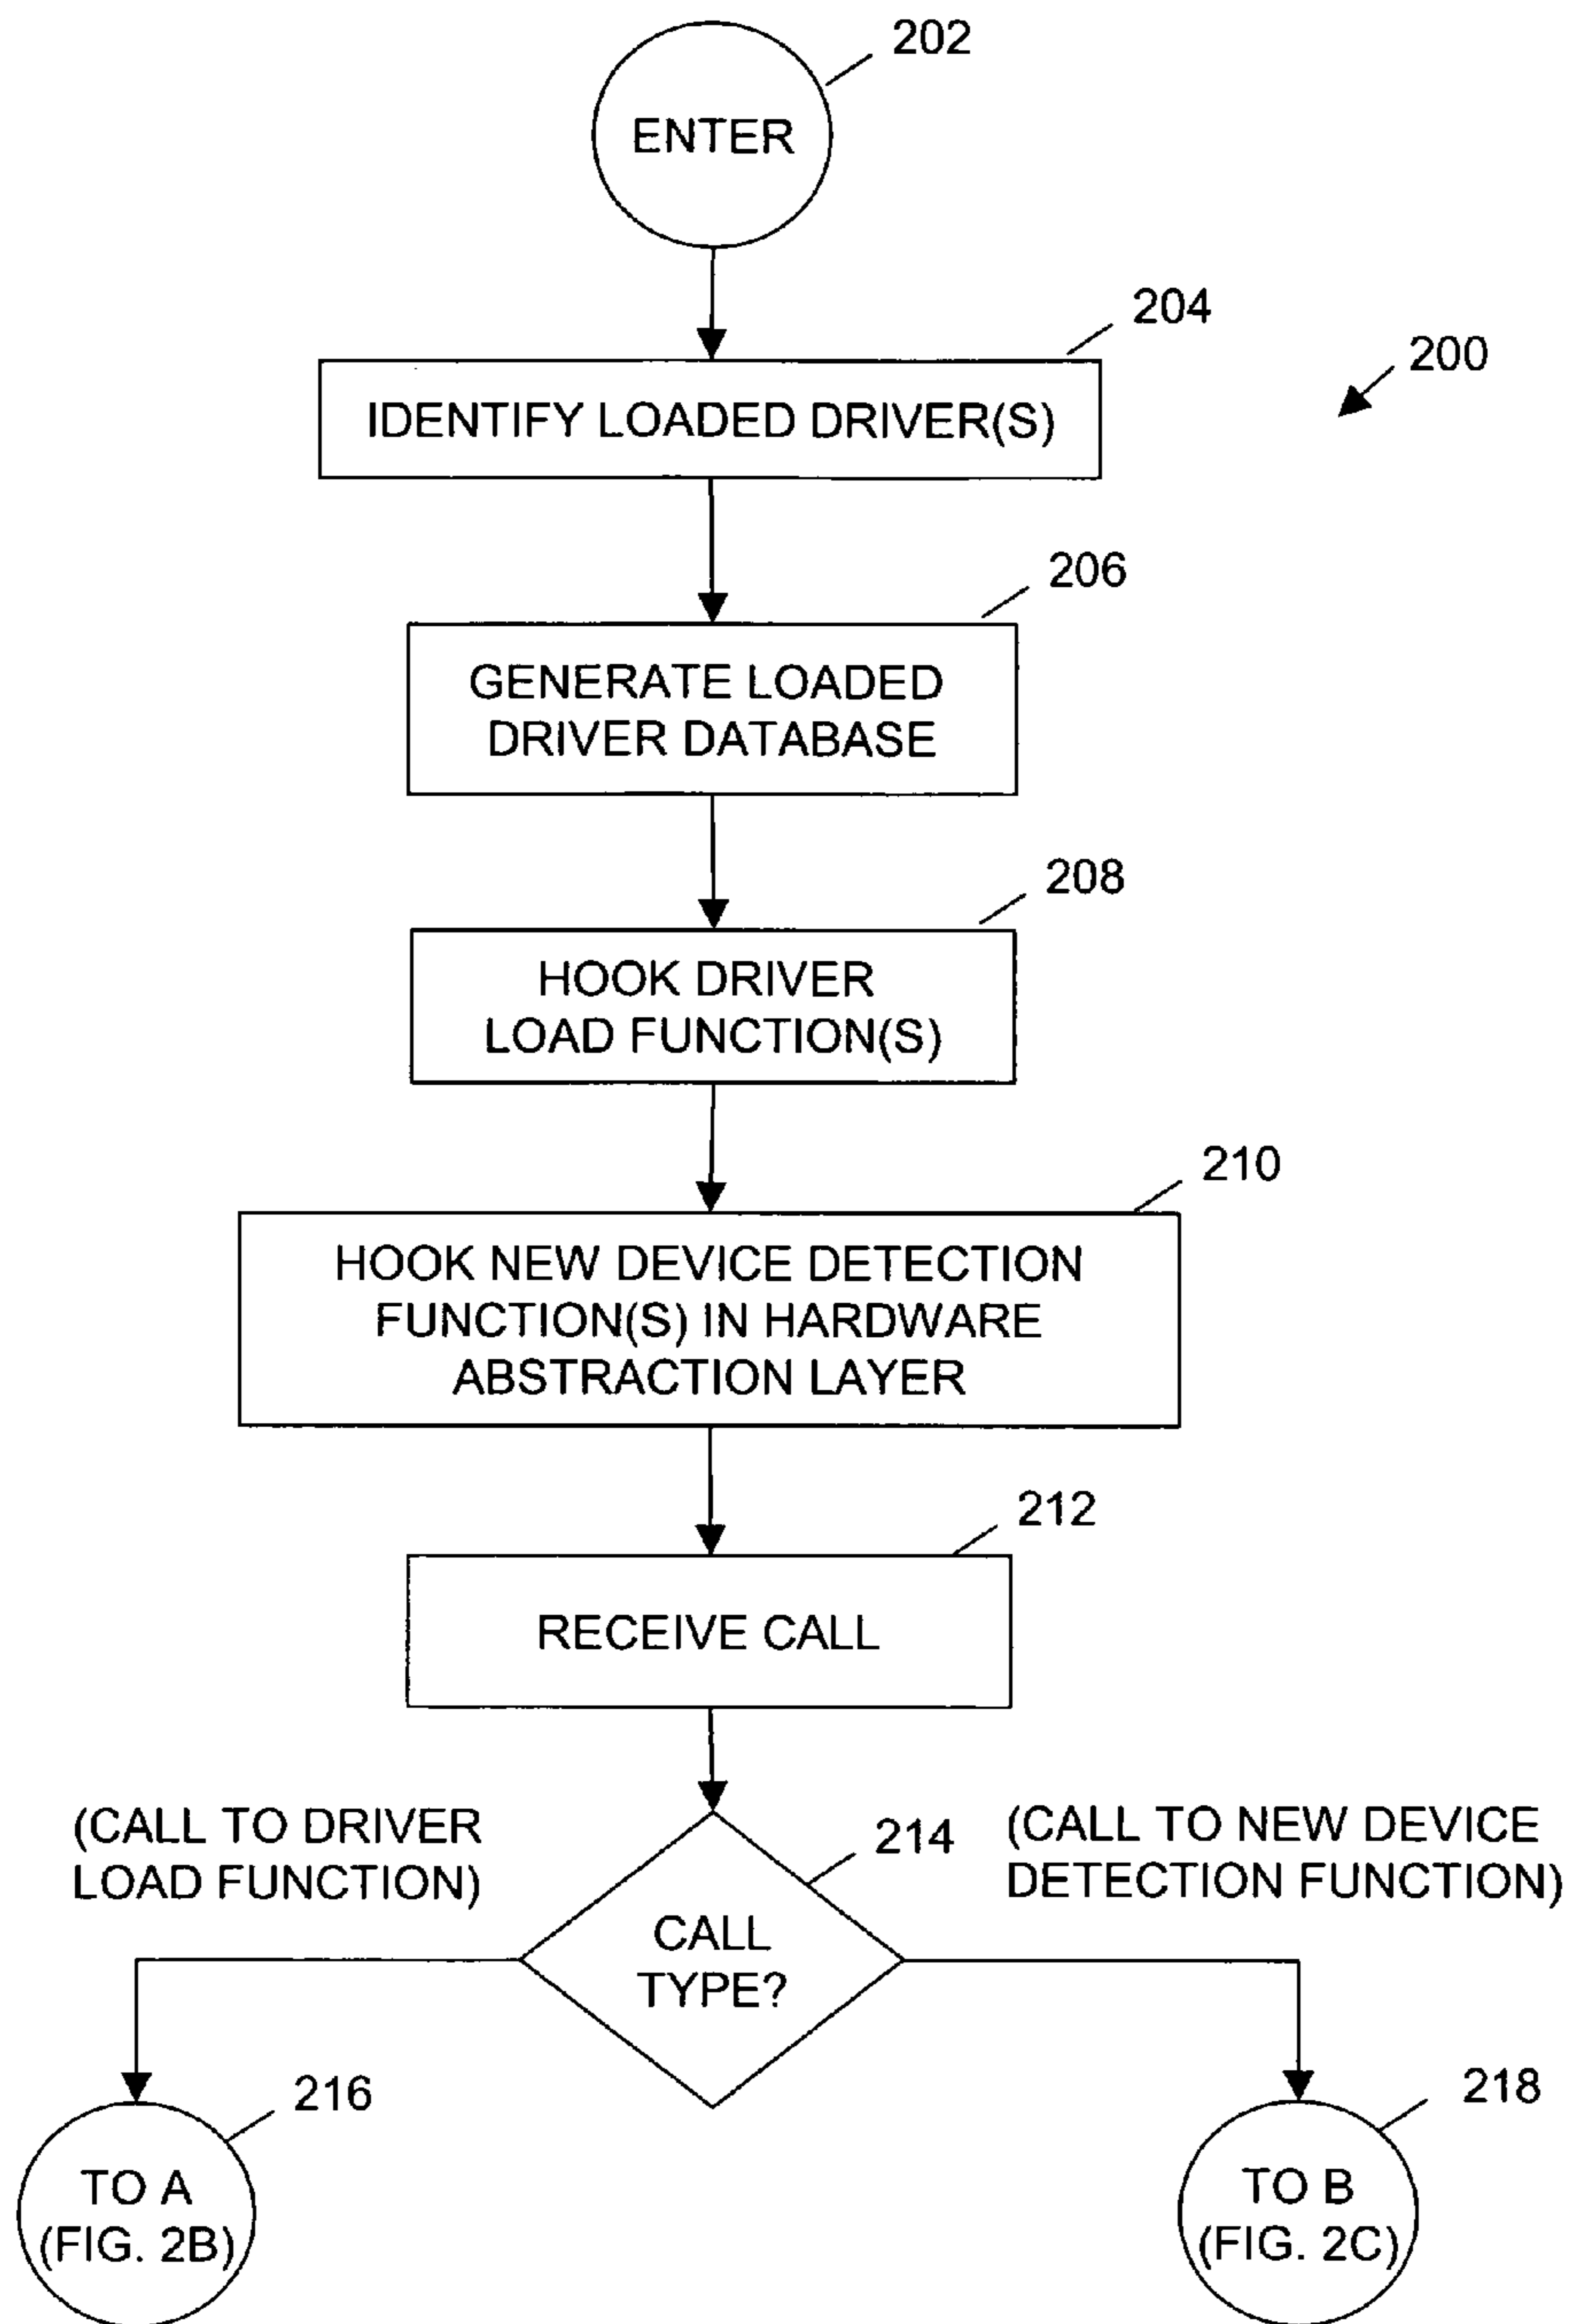 202
ENTER
204
200
IDENTIFY LOADED DRIVER(S)
206
GENERATE LOADED
DRIVER DATABASE
208
HOOK DRIVER
LOAD FUNCTION(S)
210
HOOK NEW DEVICE DETECTION
FUNCTION(S) IN HARDWARE
ABSTRACTION LAYER
212
RECEIVE CALL
(CALL TO DRIVER
LOAD FUNCTION)
214
(CALL TO NEW DEVICE
DETECTION FUNCTION)
CALL
TYPE?
216
218
TO A
(FIG. 2B)
TO B
(FIG. 2C)